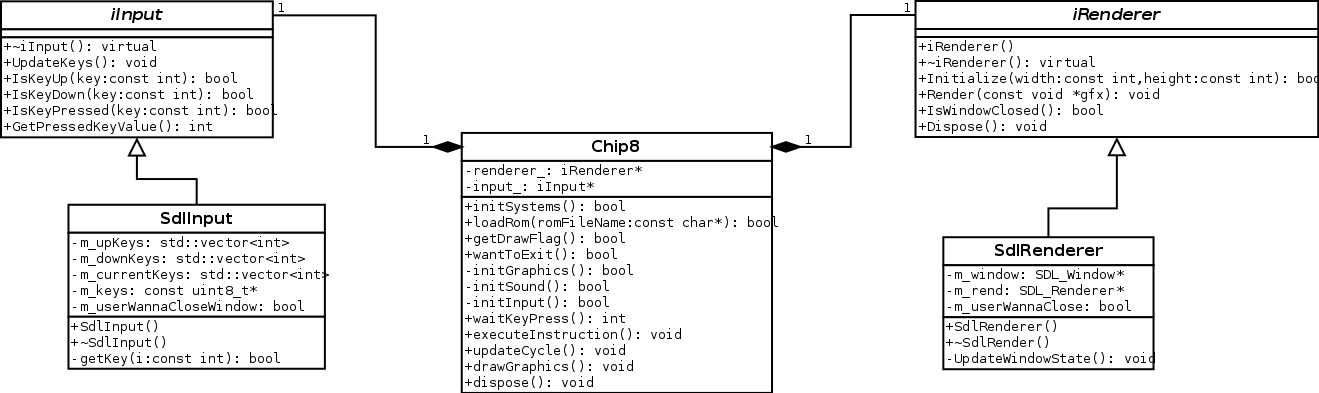 iInput
+~iInput(): virtual
+UpdateKeys(): void
+IsKeyUp(key:const int): bool
+IsKeyDown(key:const int): bool
+IsKeyPressed(key:const int): bool
+GetPressedKeyValue(): int
1
1
SdlInput
-m_upKeys: std::vector<int>
-m_downKeys: std::vector<int>
-m_currentKeys: std::vector<int>
-m_keys: const uint8_t*
-m_userWannaCloseWindow: bool
+SdlInput()
+~SdlInput()
-getKey(i:const int): bool
Chip8
-renderer_: iRenderer*
-input_: iInput*
+initSystems(): bool
+loadRom(romFileName:const char*): bool
+getDrawFlag(): bool
+wantToExit(): bool
-initGraphics(): bool
-initSound(): bool
-initInput(): bool
+waitKeyPress(): int
+executeInstruction(): void
+updateCycle(): void
+drawGraphics(): void
+dispose(): void
1
1
iRenderer
+iRenderer()
+~iRenderer(): virtual
+Initialize(width:const int,height:const int): boo
+Render(const void *gfx): void
+IsWindowClosed(): bool
+Dispose(): void
SdlRenderer
-m_window: SDL_Window*
-m_rend: SDL_Renderer*
-m_userWannaClose: bool
+SdlRenderer()
+~SdlRender()
-UpdateWindowState(): void